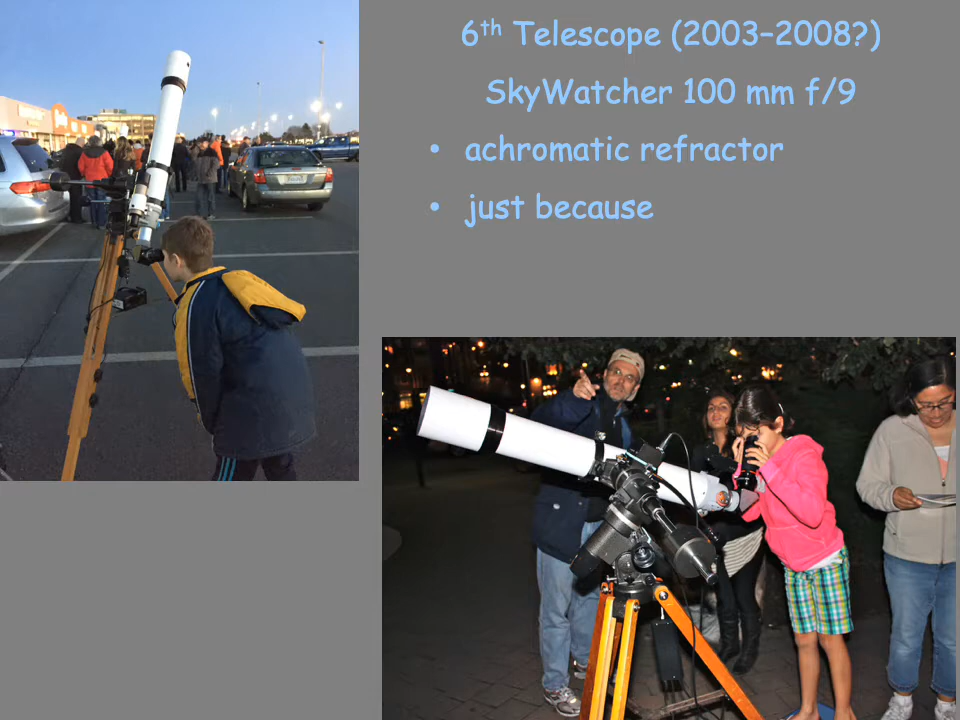 6th Telescope (2003–2008?)
SkyWatcher 100 mm f/9
• achromatic refractor
• just because